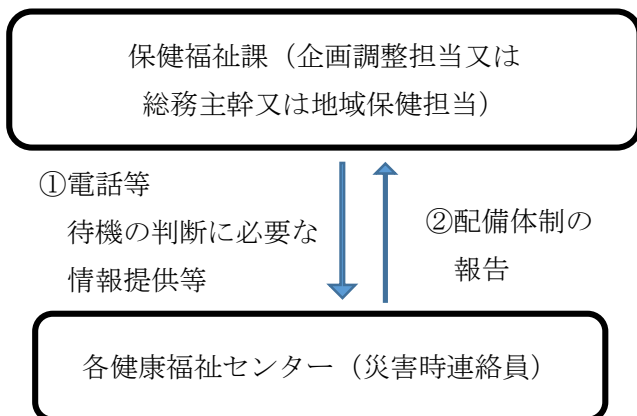 保健福祉課（企画調整担当又は
総務主幹又は地域保健担当）
①電話等
待機の判断に必要な
情報提供等
②配備体制の
報告
各健康福祉センター（災害時連絡員）